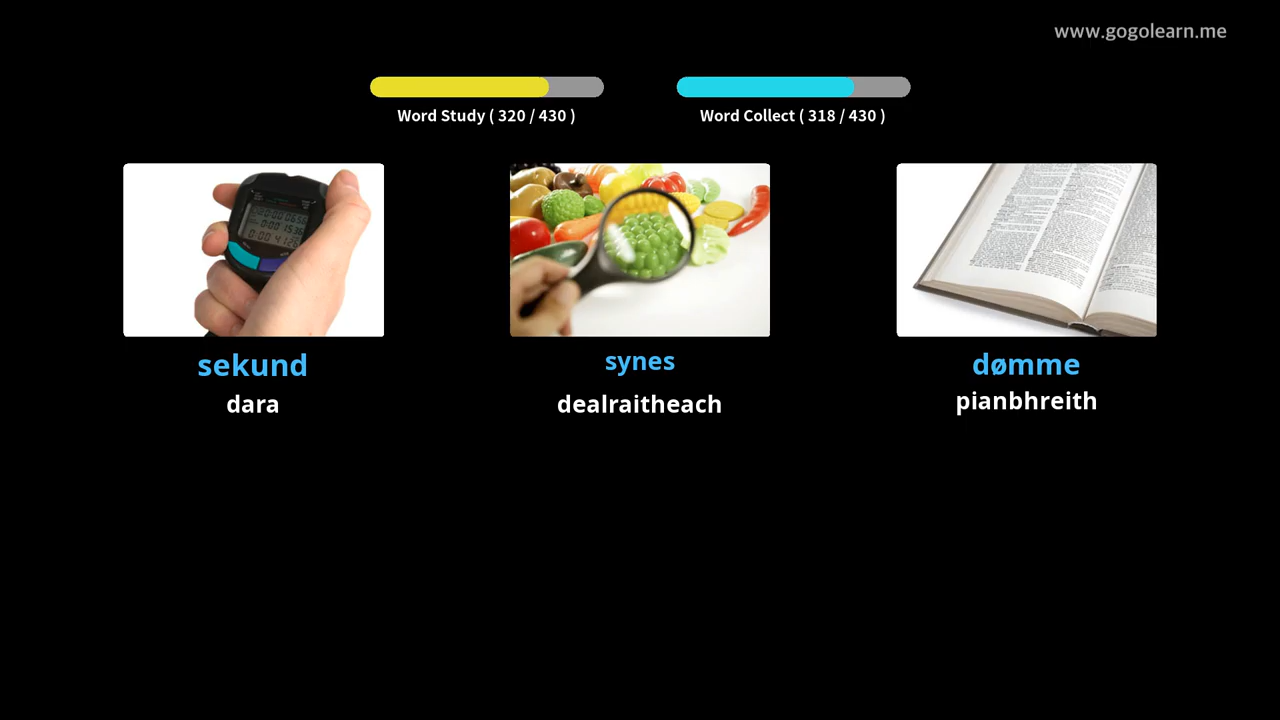 www.gogolearn.me
Word Study ( 320 / 430 )
Word Collect ( 318 / 430 )
sekund
synes
dømme
dara
dealraitheach
pianbhreith